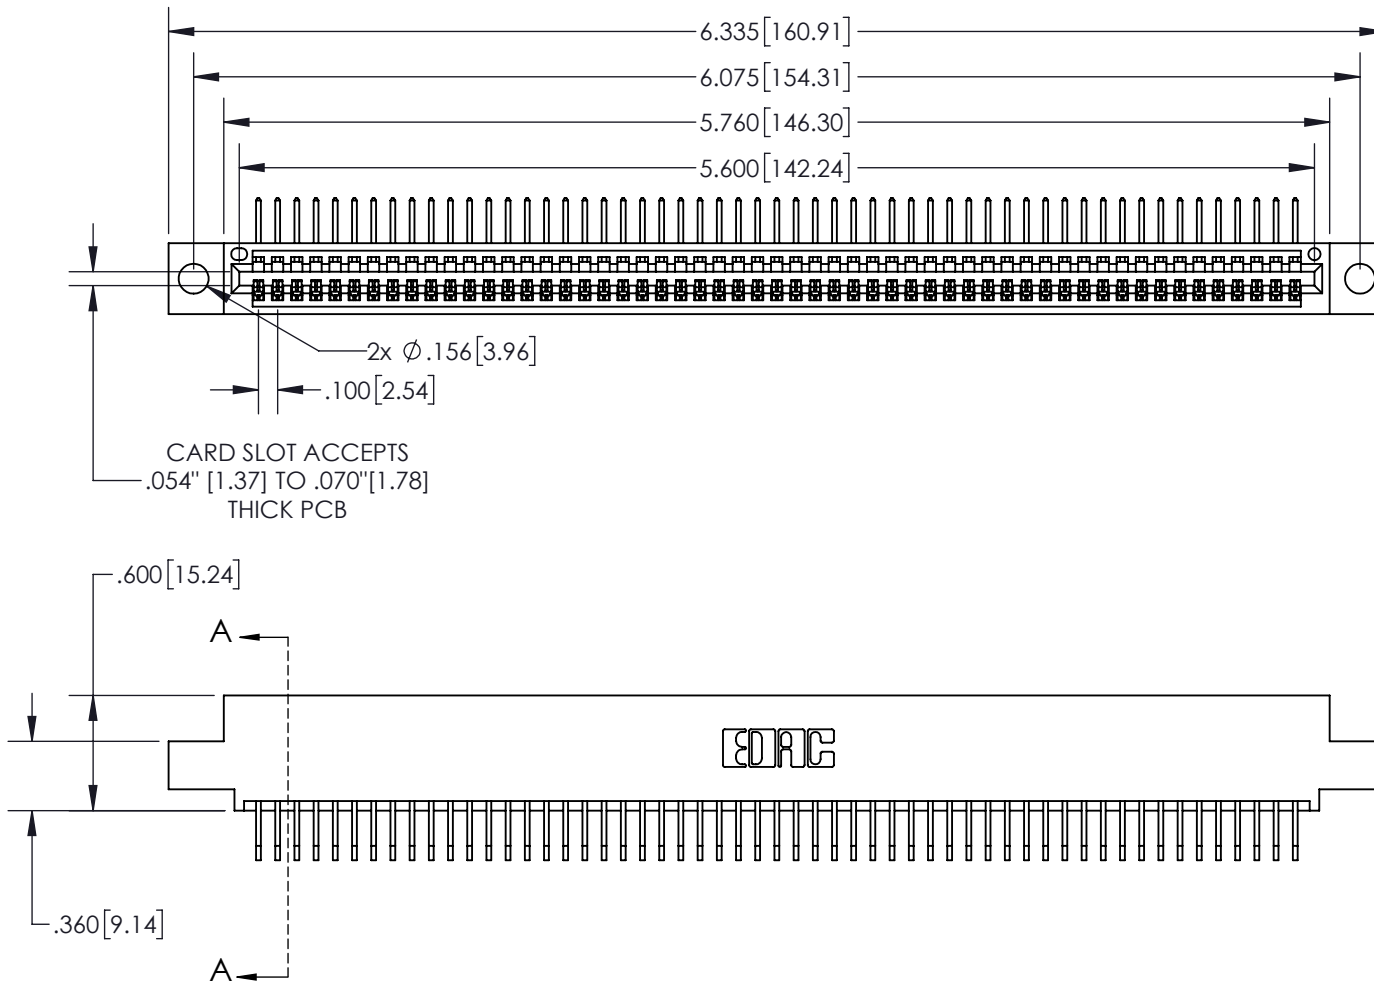 6.335[160.91]
6.075[154.31]
5.760[146.30]
5.600[142.24]
2x Ø.156[3.96]
.100[2.54]
CARD SLOT ACCEPTS
.054" [1.37] TO .070"[1.78]
THICK PCB
.600[15.24]
A
EDAC
.360[9.14]
A